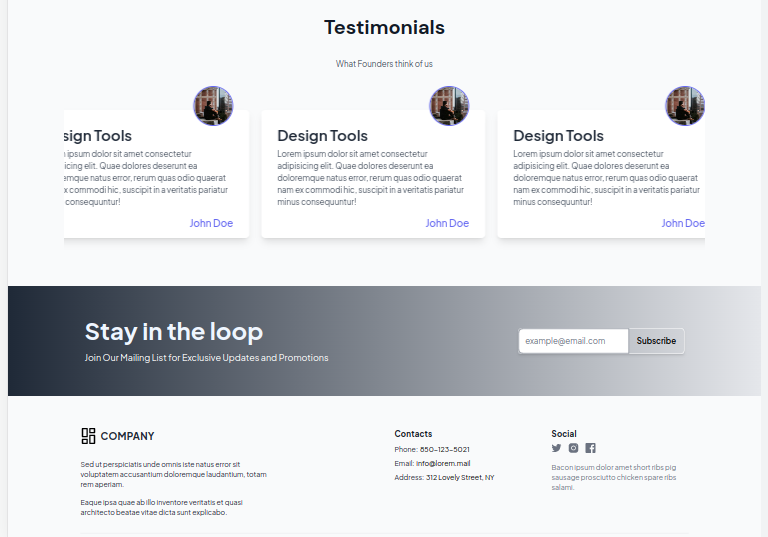 Testimonials
What Founders think of us
sign Tools
ipsum dolor sit amet consectetur
adipisicing elit. Quae dolores deserunt ea
emque natus error, rerum quas odio quaerat
x commodi hic, suscipit in a veritatis pariatur
consequuntur!
John Doe
Design Tools
Lorem ipsum dolor sit amet consectetur
adipisicing elit. Quae dolores deserunt ea
doloremque natus error, rerum quas odio quaerat
nam ex commodi hic, suscipit in a veritatis pariatur
minus consequuntur!
John Doe
Design Tools
Lorem ipsum dolor sit amet consectetur
adipisicing elit. Quae dolores deserunt ea
doloremque natus error, rerum quas odio quaerat
nam ex commodi hic, suscipit in a veritatis pariatur
minus consequuntur!
John Doe
Stay in the loop
Join Our Mailing List for Exclusive Updates and Promotions
example@email.com
Subscribe
COMPANY
Sed ut perspiciatis unde omnis iste natus error sit
voluptatem accusantium doloremque laudantium, totam
rem aperiam.
Eaque ipsa quae ab illo inventore veritatis et quasi
architecto beatae vitae dicta sunt explicabo.
Contacts
Phone: 850-123-5021
Email: info@lorem.mail
Address: 312 Lovely Street, NY
Social
Bacon ipsum dolor amet short ribs pig
sausage prosciutto chicken spare ribs
salami.